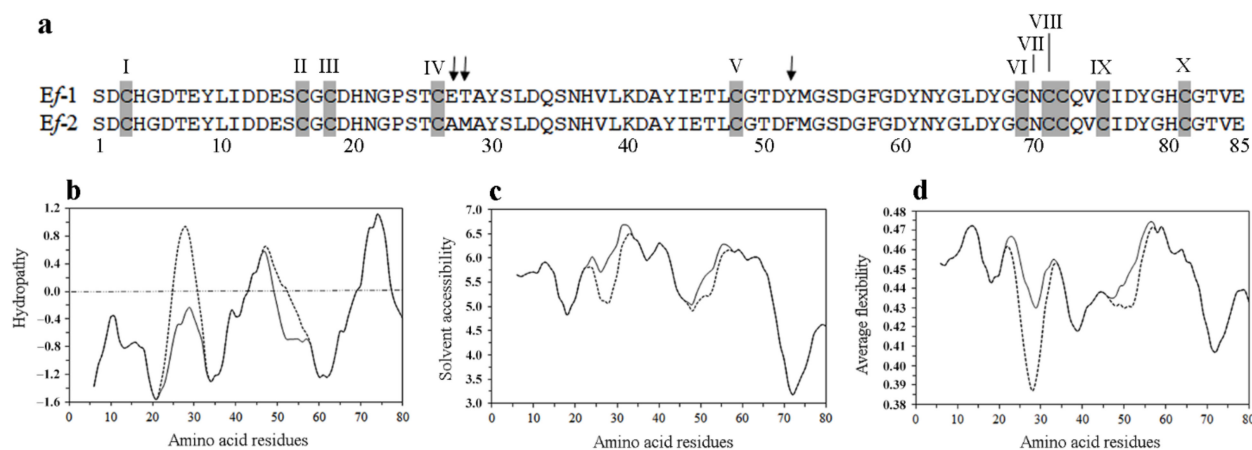 a
VIII
VII
I II III IV V VI IX X
Ef-1 SDCHGDTEYLIDDESCGCDHNGPSTCETAYSLDQSNHVLKDAYIETLCGTDYMGSDGFGDYNYGLDYGCNCCQVCIDYGHCGTVE
Ef-2 SDCHGDTEYLIDDESCGCDHNGPSTCAMAYSLDQSNHVLKDAYIETLCGTDFMGSDGFGDYNYGLDYGCNCCQVCIDYGHCGTVE
1 10 20 30 40 50 60 70 80 85
b
1.2
0.8
0.4
0.0
−0.4
−0.8
−1.2
−1.6
Hydropathy
0 10 20 30 40 50 60 70 80
Amino acid residues
c
7.0
6.5
6.0
5.5
5.0
4.5
4.0
3.5
3.0
Solvent accessibility
0 10 20 30 40 50 60 70 80
Amino acid residues
d
0.48
0.47
0.46
0.45
0.44
0.43
0.42
0.41
0.40
0.39
0.38
Average flexibility
0 10 20 30 40 50 60 70 80
Amino acid residues